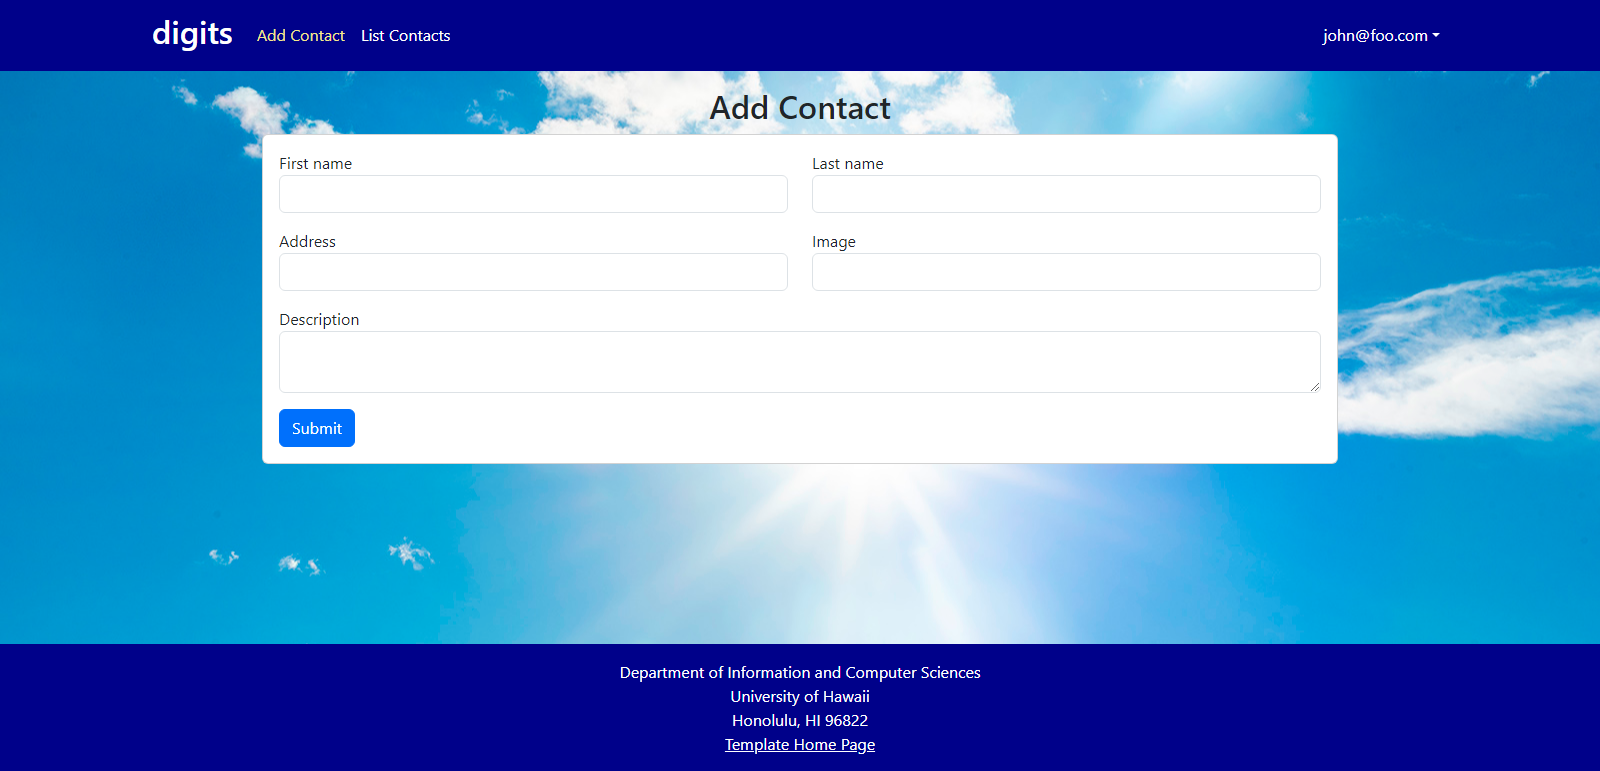 digits Add Contact List Contacts john@foo.com
Add Contact
First name Last name
Address Image
Description
Submit
Department of Information and Computer Sciences
University of Hawaii
Honolulu, HI 96822
Template Home Page